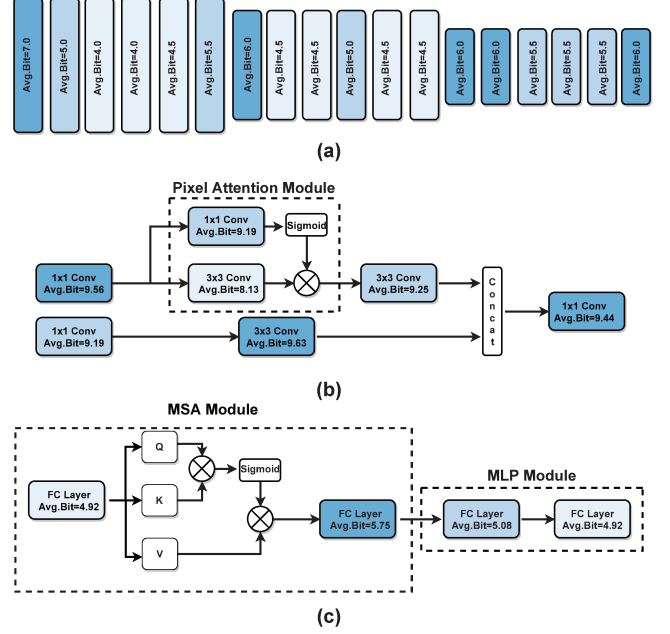 Avg.Bit=7.0
Avg.Bit=5.0
Avg.Bit=4.0
Avg.Bit=4.0
Avg.Bit=4.5
Avg.Bit=5.5
Avg.Bit=6.0
Avg.Bit=4.5
Avg.Bit=4.5
Avg.Bit=5.0
Avg.Bit=4.5
Avg.Bit=4.5
Avg.Bit=6.0
Avg.Bit=6.0
Avg.Bit=5.5
Avg.Bit=5.5
Avg.Bit=5.5
Avg.Bit=6.0
(a)
Pixel Attention Module
1x1 Conv
Avg.Bit=9.19
Sigmoid
1x1 Conv
Avg.Bit=9.56
3x3 Conv
Avg.Bit=8.13
3x3 Conv
Avg.Bit=9.25
Concat
1x1 Conv
Avg.Bit=9.44
1x1 Conv
Avg.Bit=9.19
3x3 Conv
Avg.Bit=9.63
(b)
MSA Module
Q
Sigmoid
FC Layer
Avg.Bit=4.92
K
V
FC Layer
Avg.Bit=5.75
MLP Module
FC Layer
Avg.Bit=5.08
FC Layer
Avg.Bit=4.92
(c)